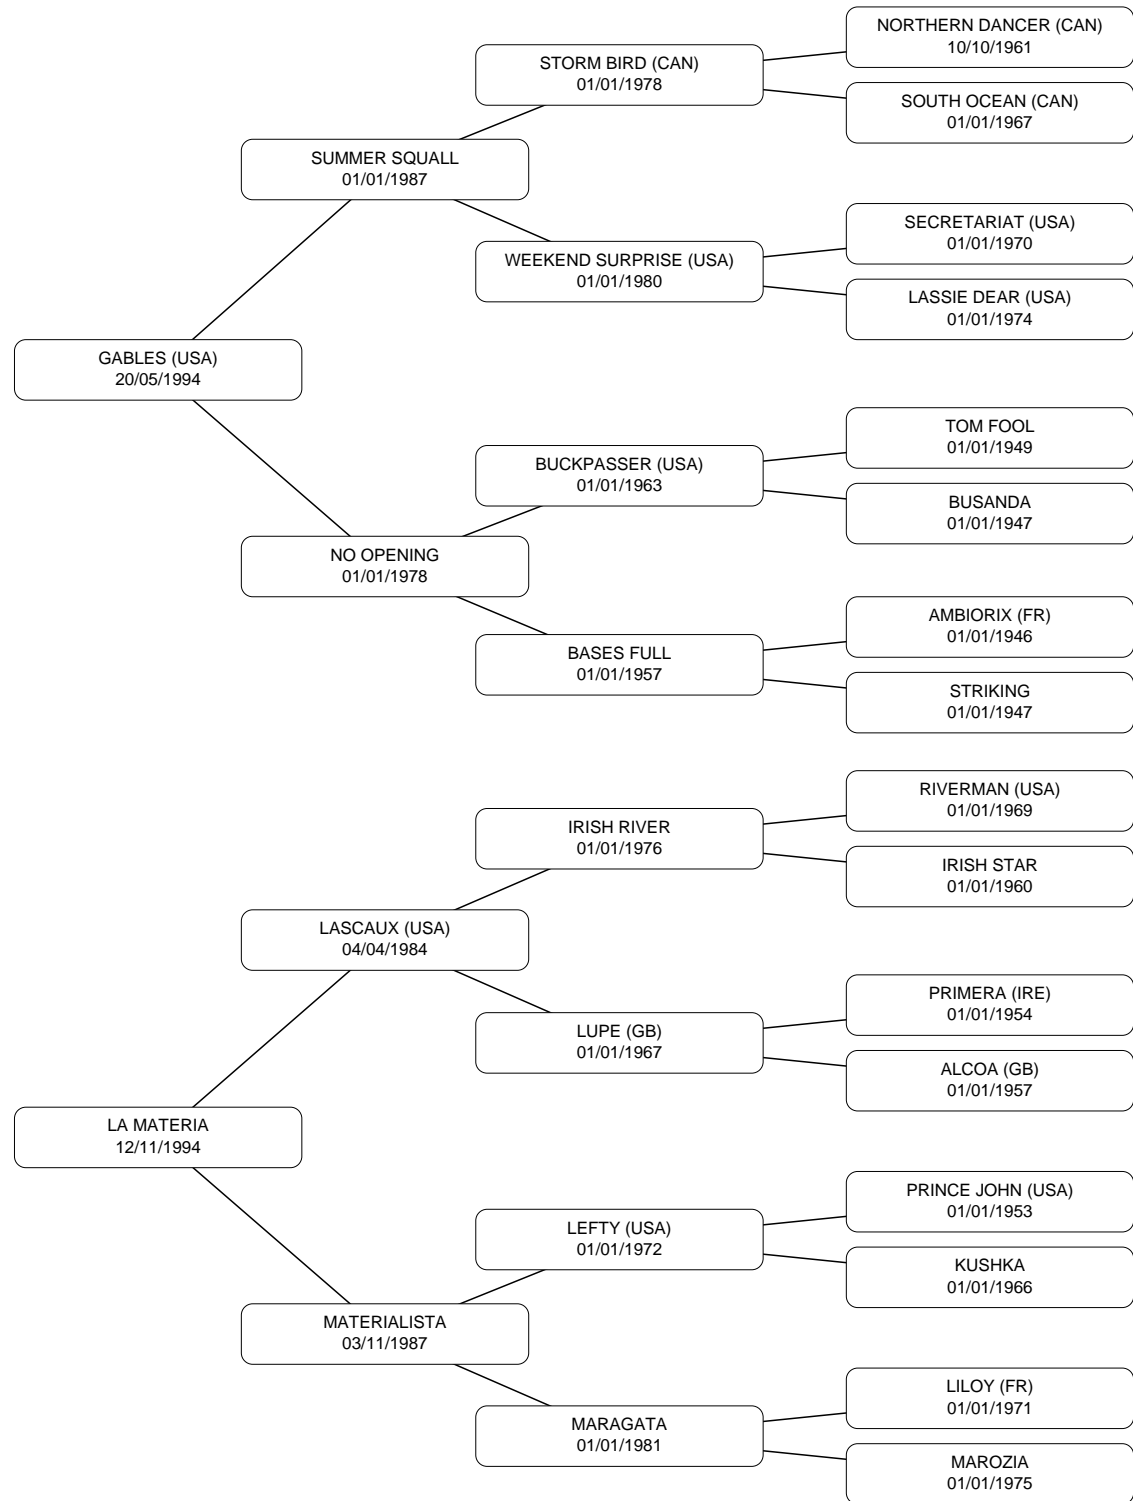 NORTHERN DANCER (CAN)
10/10/1961
STORM BIRD (CAN)
01/01/1978
SOUTH OCEAN (CAN)
01/01/1967
SUMMER SQUALL
01/01/1987
SECRETARIAT (USA)
01/01/1970
WEEKEND SURPRISE (USA)
01/01/1980
LASSIE DEAR (USA)
01/01/1974
GABLES (USA)
20/05/1994
TOM FOOL
01/01/1949
BUCKPASSER (USA)
01/01/1963
BUSANDA
01/01/1947
NO OPENING
01/01/1978
AMBIORIX (FR)
01/01/1946
BASES FULL
01/01/1957
STRIKING
01/01/1947
RIVERMAN (USA)
01/01/1969
IRISH RIVER
01/01/1976
IRISH STAR
01/01/1960
LASCAUX (USA)
04/04/1984
PRIMERA (IRE)
01/01/1954
LUPE (GB)
01/01/1967
ALCOA (GB)
01/01/1957
LA MATERIA
12/11/1994
PRINCE JOHN (USA)
01/01/1953
LEFTY (USA)
01/01/1972
KUSHKA
01/01/1966
MATERIALISTA
03/11/1987
LILOY (FR)
01/01/1971
MARAGATA
01/01/1981
MAROZIA
01/01/1975